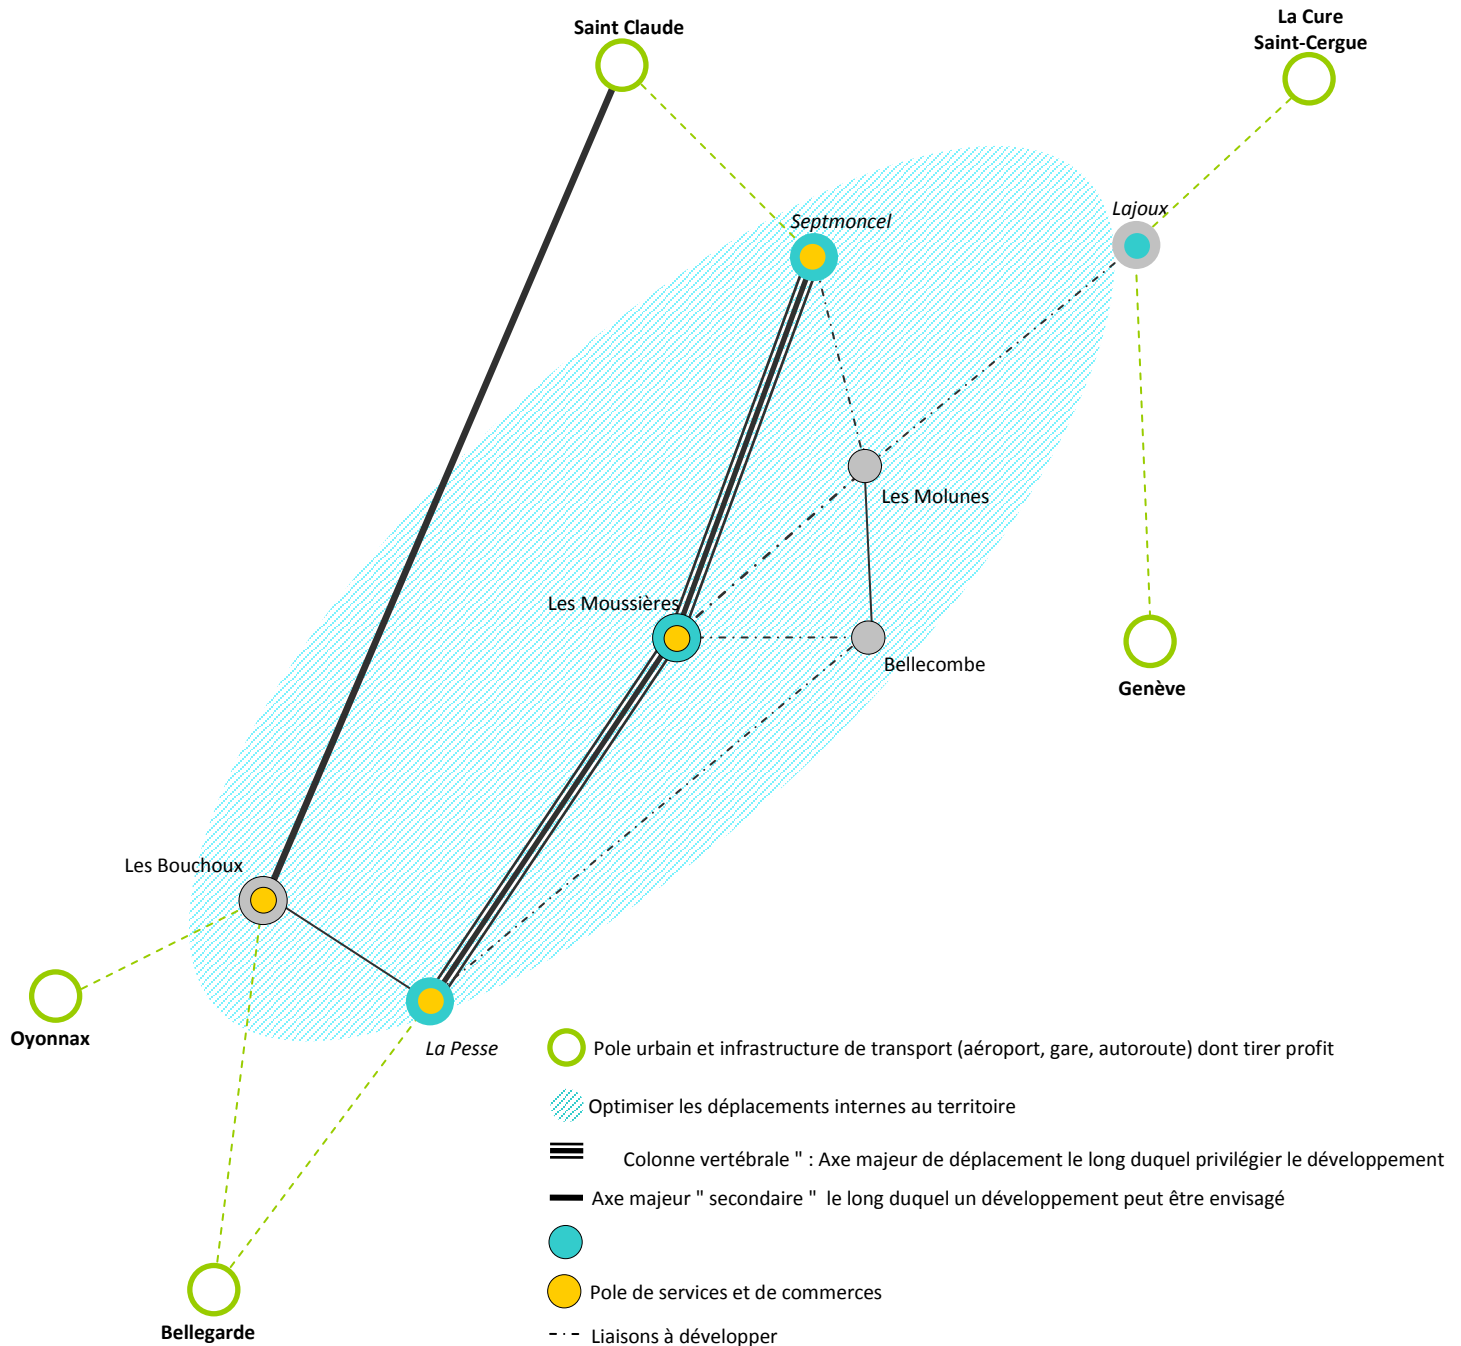 Saint Claude
La Cure
Saint-Cergue
Septmoncel
Lajoux
Les Molunes
Les Moussières
Bellecombe
Genève
Les Bouchoux
Oyonnax
La Pesse
Bellegarde
Pole urbain et infrastructure de transport (aéroport, gare, autoroute) dont tirer profit
Optimiser les déplacements internes au territoire
Colonne vertébrale " : Axe majeur de déplacement le long duquel privilégier le développement
Axe majeur " secondaire " le long duquel un développement peut être envisagé
Pole de services et de commerces
Liaisons à développer